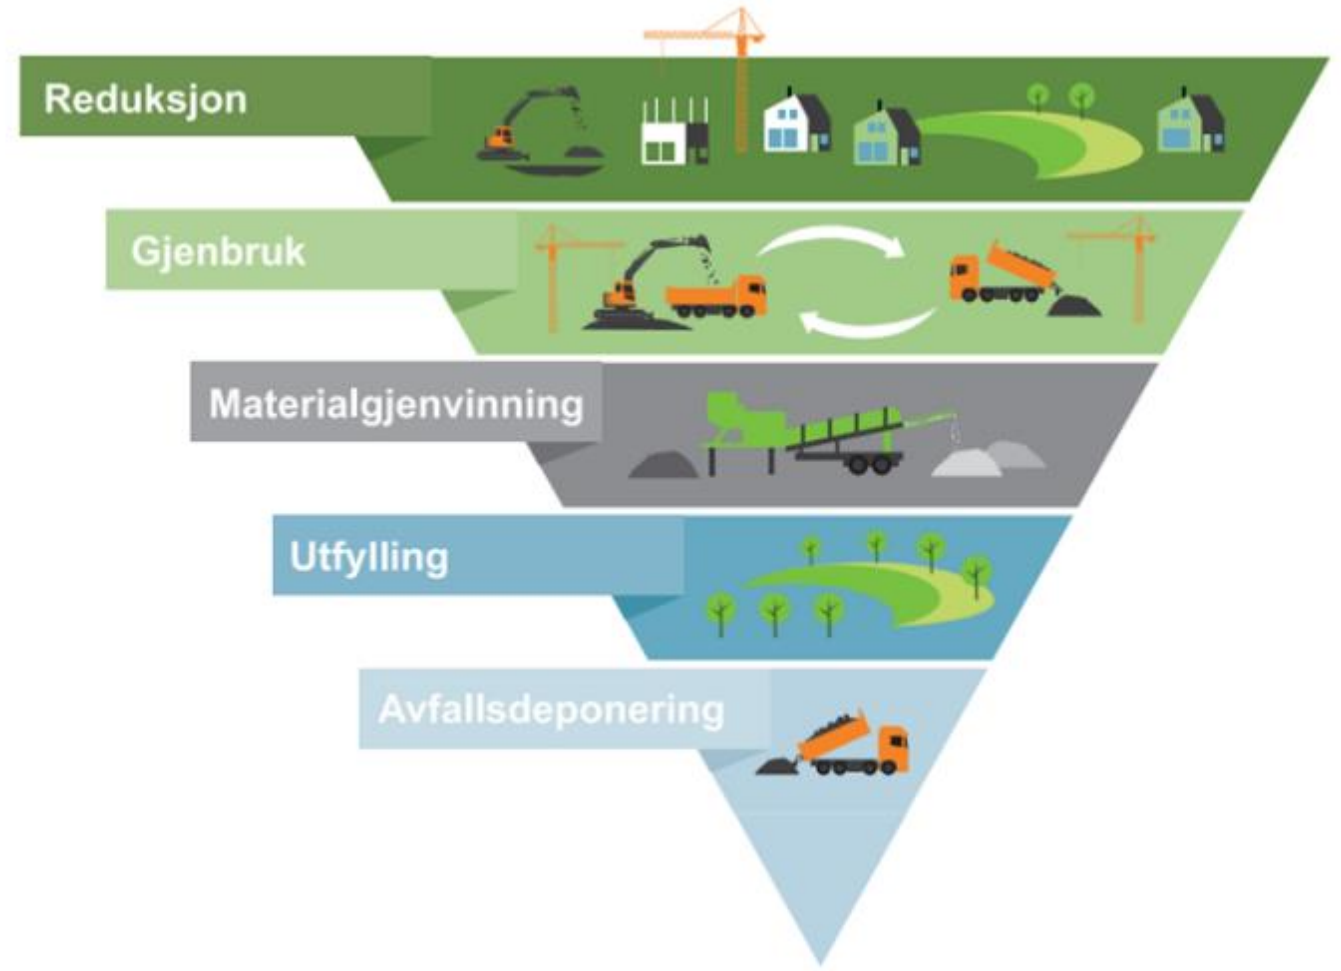 Reduksjon
Gjenbruk
Materialgjenvinning
Utfylling
Avfallsdeponering